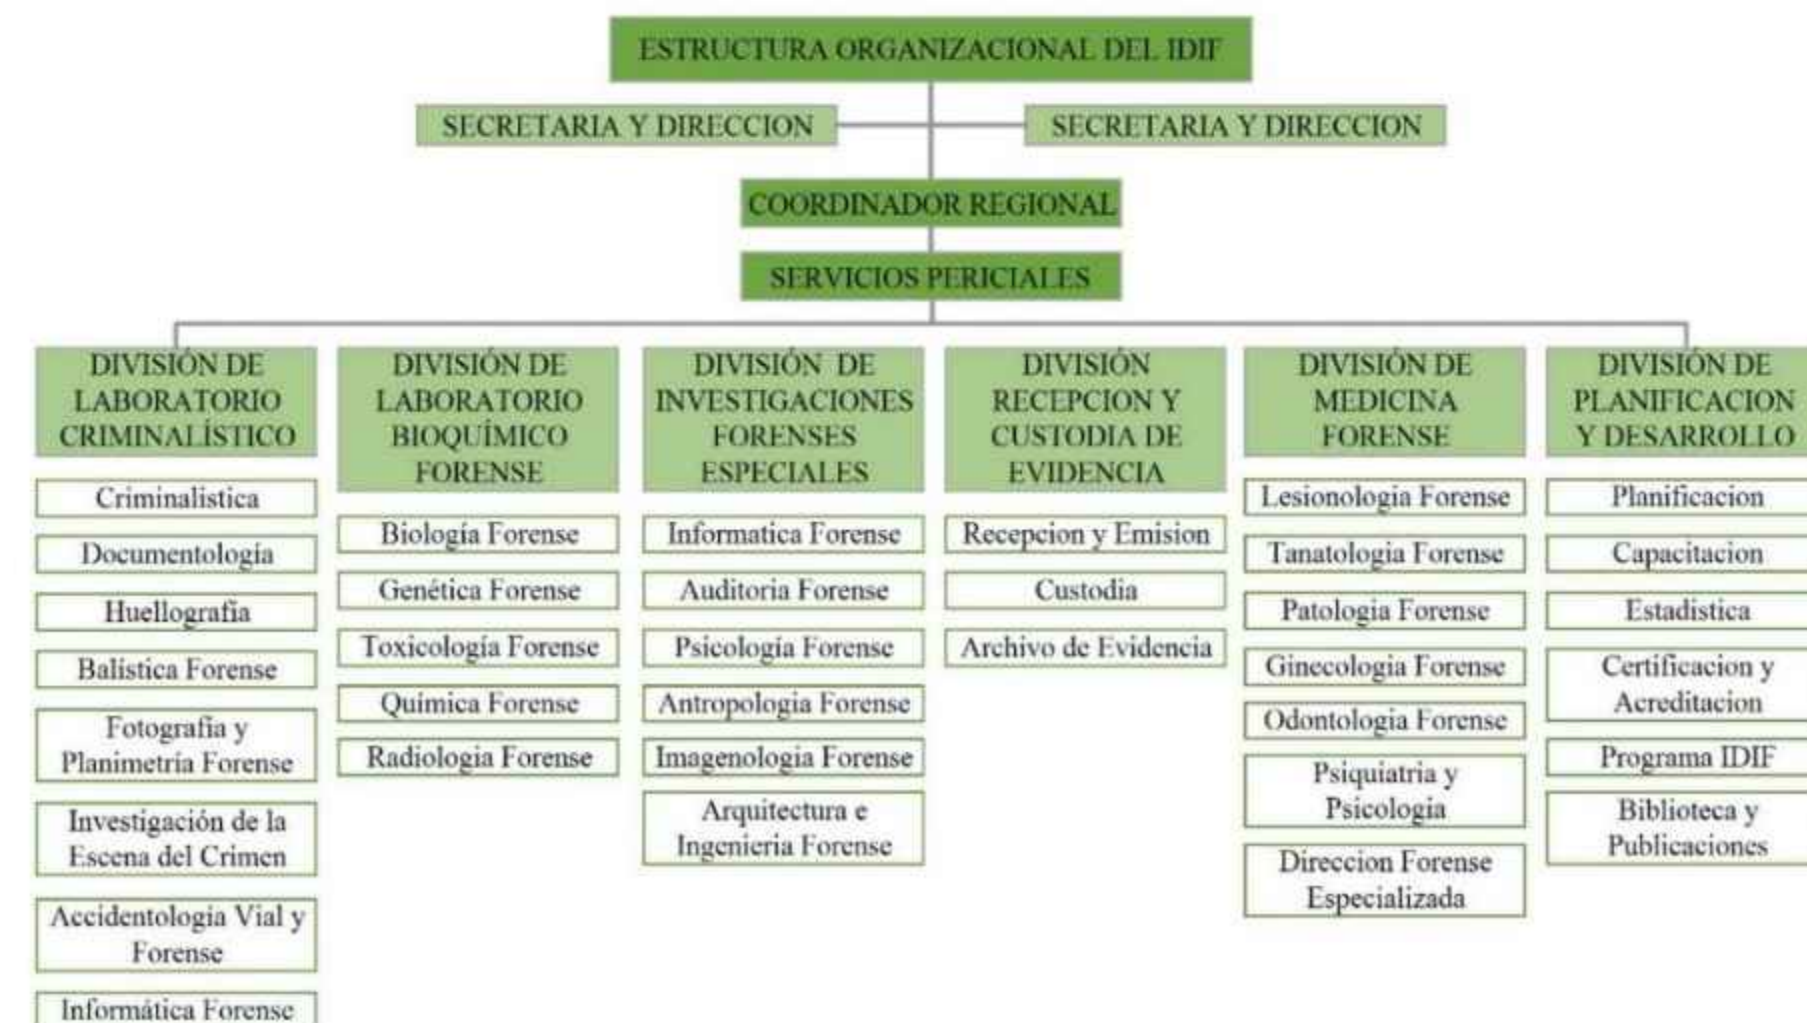 ESTRUCTURA ORGANIZACIONAL DEL IDIF
SECRETARIA Y DIRECCION
SECRETARIA Y DIRECCION
COORDINADOR REGIONAL
SERVICIOS PERICIALES
DIVISIÓN DE
LABORATORIO
CRIMINALÍSTICO
Criminalistica
Documentología
Huellografía
Balística Forense
Fotografía y
Planimetría Forense
Investigación de la
Escena del Crimen
Accidentología Vial y
Forense
Informática Forense
DIVISIÓN DE
LABORATORIO
BIOQUÍMICO
FORENSE
Biología Forense
Genética Forense
Toxicología Forense
Química Forense
Radiologia Forense
DIVISIÓN DE
INVESTIGACIONES
FORENSES
ESPECIALES
Informatica Forense
Auditoria Forense
Psicología Forense
Antropologia Forense
Imagenologia Forense
Arquitectura e
Ingenieria Forense
DIVISIÓN
RECEPCION Y
CUSTODIA DE
EVIDENCIA
Recepcion y Emision
Custodia
Archivo de Evidencia
DIVISIÓN DE
MEDICINA
FORENSE
Lesionologia Forense
Tanatologia Forense
Patologia Forense
Ginecologia Forense
Odontologia Forense
Psiquiatria y
Psicologia
Direccion Forense
Especializada
DIVISIÓN DE
PLANIFICACION
Y DESARROLLO
Planificacion
Capacitacion
Estadistica
Certificacion y
Acreditacion
Programa IDIF
Biblioteca y
Publicaciones